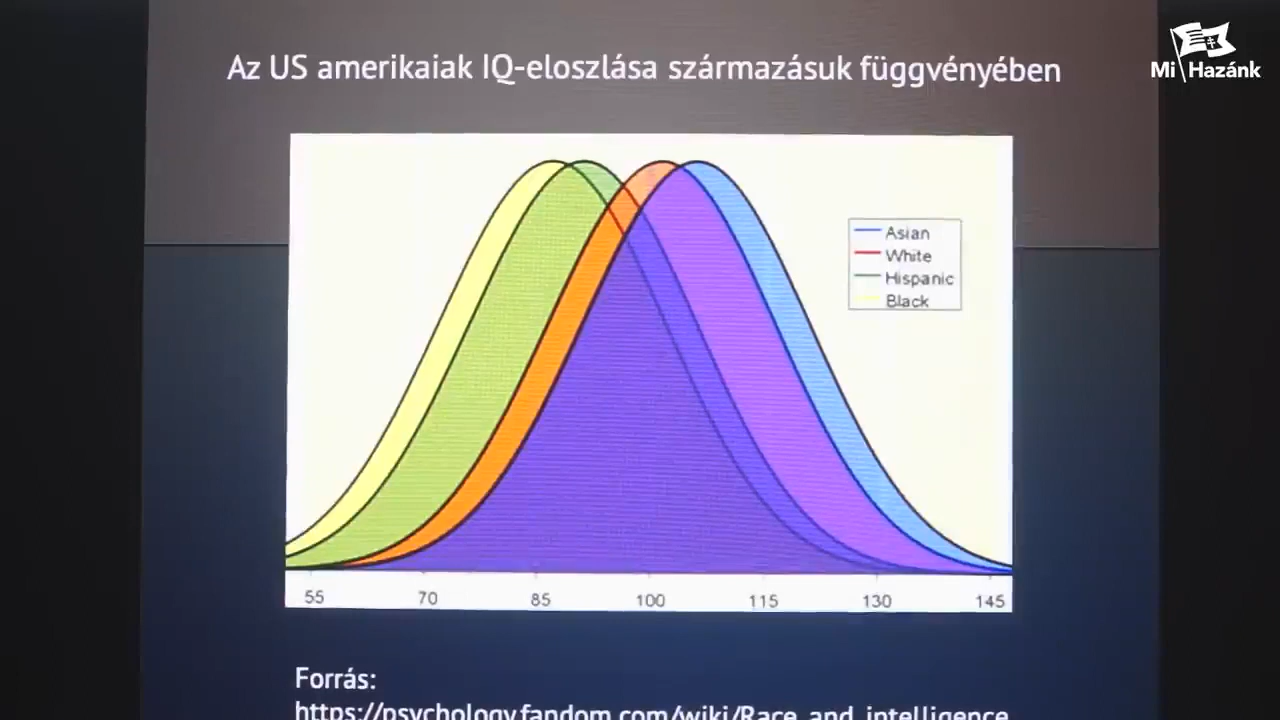 Az US amerikaiak IQ-eloszlása származásuk függvényében
Mi Hazánk
Asian
White
Hispanic
Black
55 70 85 100 115 130 145
Forrás:
https://psychology.fandom.com/wiki/Race_and_intelligence